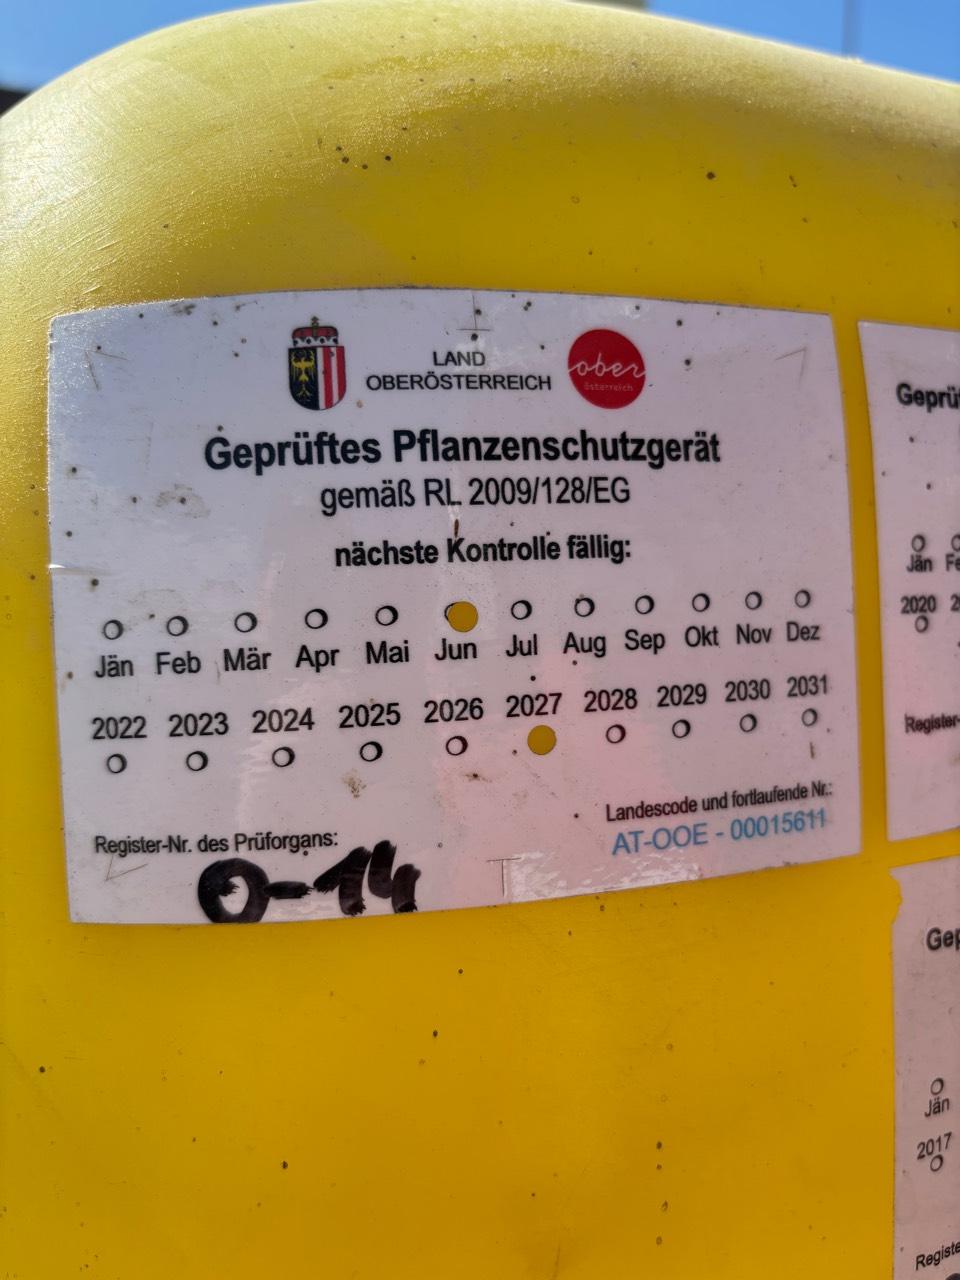 LAND
OBERÖSTERREICH
ober
österreich
Geprüftes Pflanzenschutzgerät
gemäß RL 2009/128/EG
nächste Kontrolle fällig:
Jän Feb Mär Apr Mai Jun Jul Aug Sep Okt Nov Dez
2022 2023 2024 2025 2026 2027 2028 2029 2030 2031
Landescode und fortlaufende Nr.:
AT-OOE - 00015611
Register-Nr. des Prüforgans:
O-14
Geprüf
Jän Fe
2020 2
Register-
Gep
Jän
2017
Registe